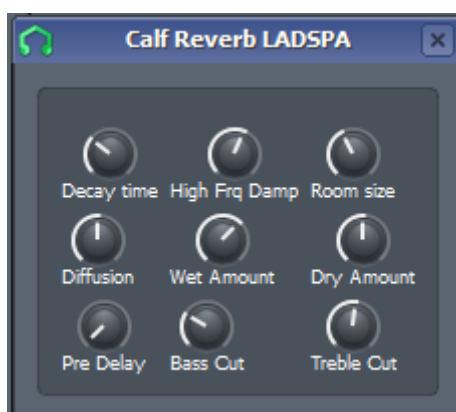 Calf Reverb LADSPA
Decay time High Frq Damp Room size
Diffusion Wet Amount Dry Amount
Pre Delay Bass Cut Treble Cut